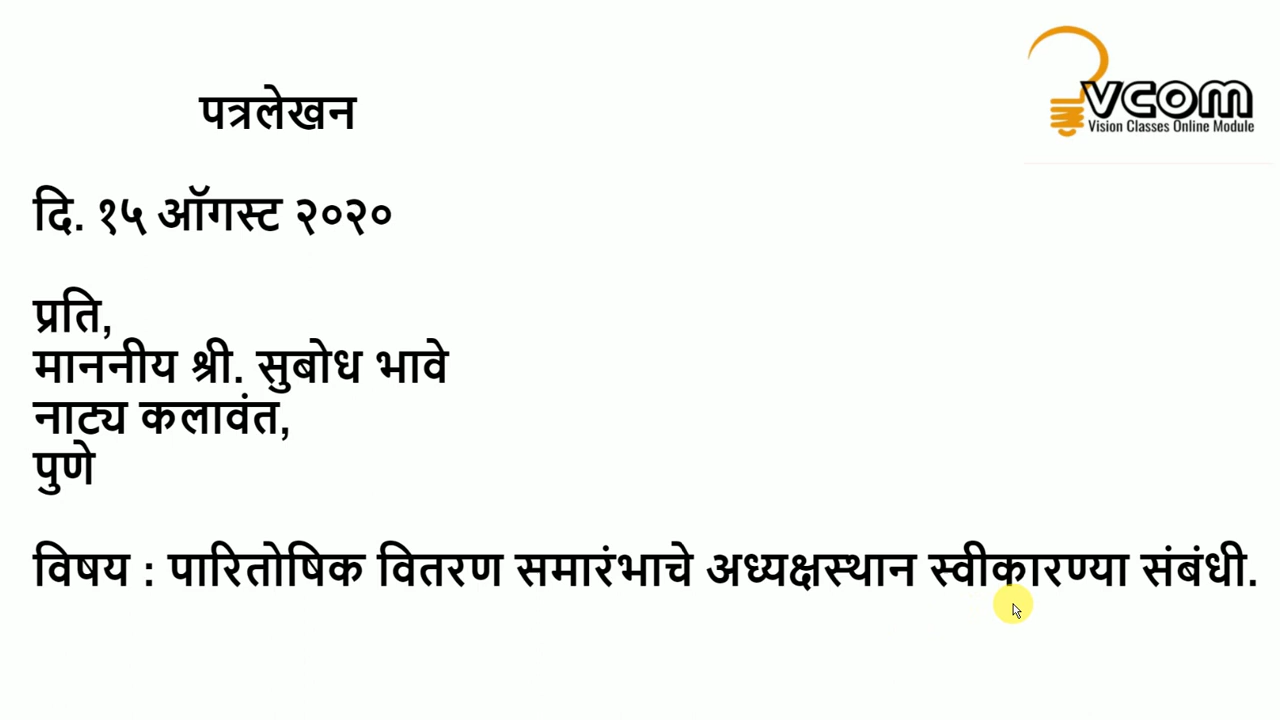 vcom
Vision Classes Online Module
पत्रलेखन
दि. १५ ऑगस्ट २०२०
प्रति,
माननीय श्री. सुबोध भावे
नाट्य कलावंत,
पुणे
विषय : पारितोषिक वितरण समारंभाचे अध्यक्षस्थान स्वीकारण्या संबंधी.